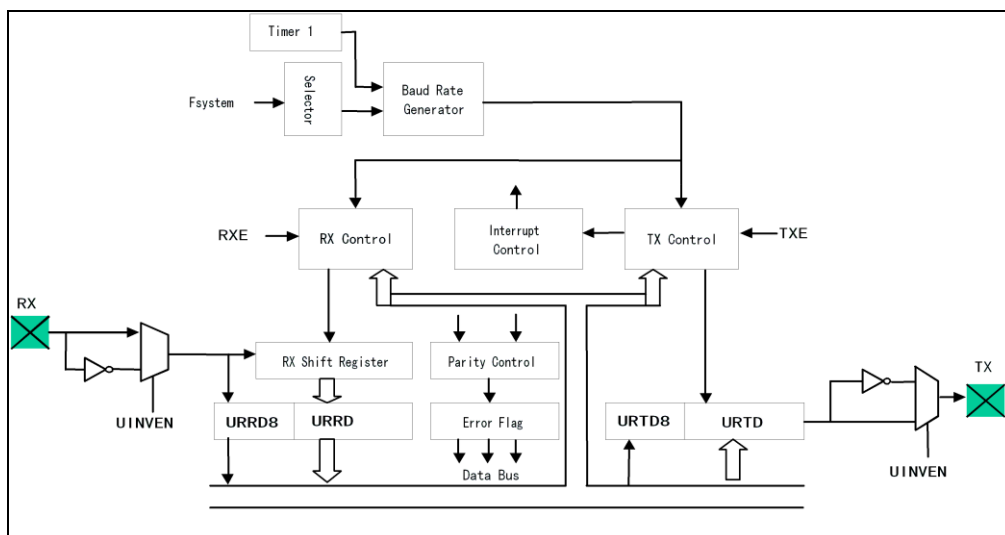 Timer 1
Fsystem
Selector
Baud Rate
Generator
RXE
RX Control
Interrupt
Control
TX Control
TXE
RX
RX Shift Register
Parity Control
TX
UINVEN
URRD8
URRD
Error Flag
URTD8
URTD
UINVEN
Data Bus